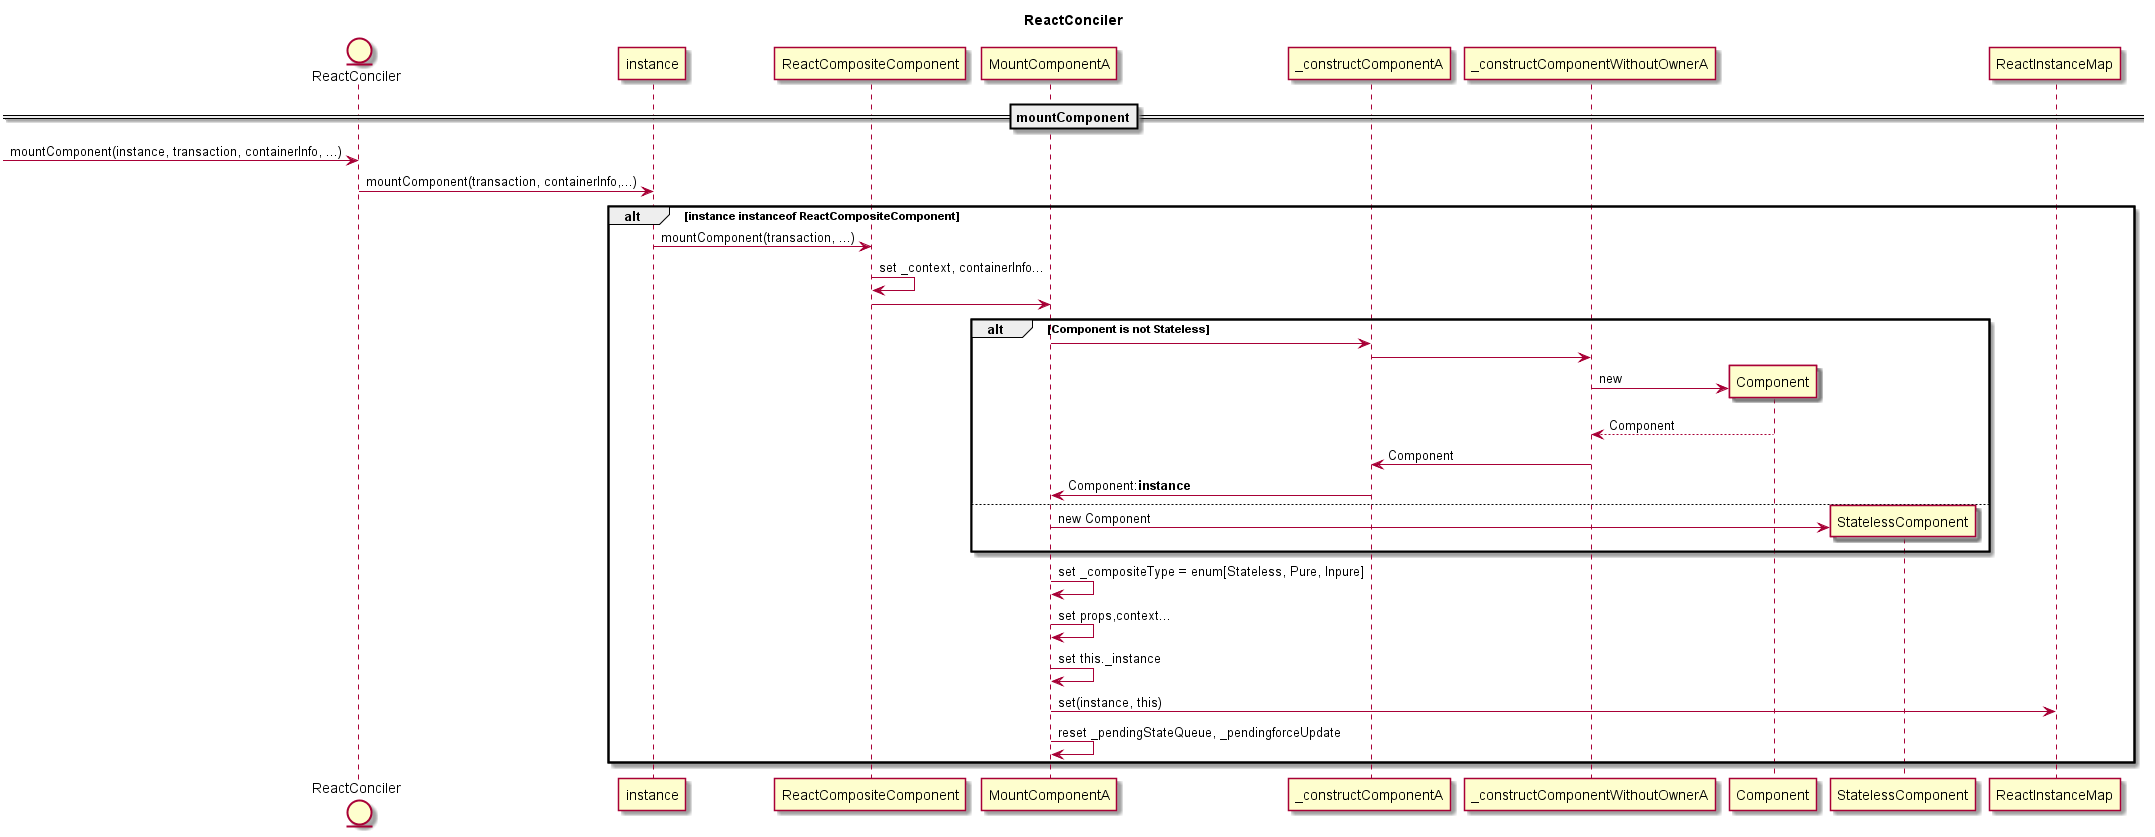 ReactConciler
ReactConciler
instance
ReactCompositeComponent
MountComponentA
_constructComponentA
_constructComponentWithoutOwnerA
ReactInstanceMap
mountComponent
mountComponent(instance, transaction, containerInfo, ...)
mountComponent(transaction, containerInfo,...)
alt
[instance instanceof ReactCompositeComponent]
mountComponent(transaction, ...)
set _context, containerInfo...
alt
[Component is not Stateless]
new
Component
Component
Component
Component:instance
new Component
StatelessComponent
set _compositeType = enum[Stateless, Pure, Inpure]
set props,context...
set this._instance
set(instance, this)
reset _pendingStateQueue, _pendingforceUpdate
ReactConciler
instance
ReactCompositeComponent
MountComponentA
_constructComponentA
_constructComponentWithoutOwnerA
Component
StatelessComponent
ReactInstanceMap